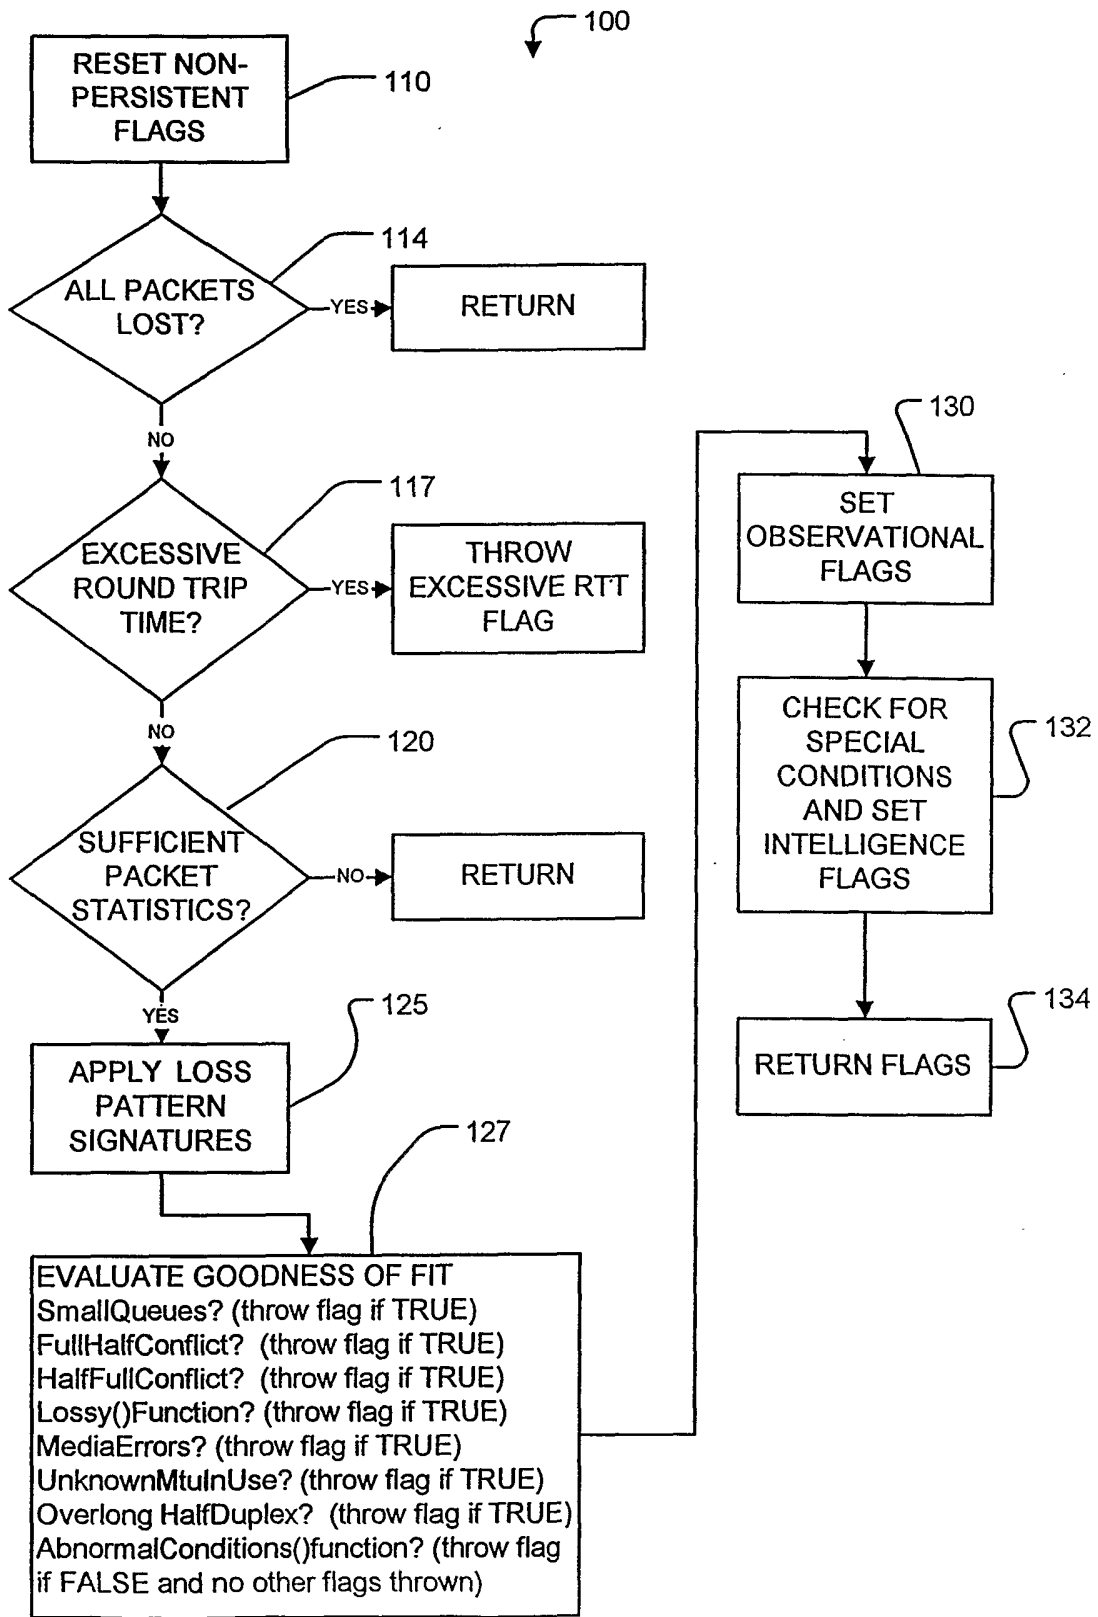 100
RESET NON-
PERSISTENT
FLAGS
110
114
ALL PACKETS
LOST?
YES
RETURN
NO
117
EXCESSIVE
ROUND TRIP
TIME?
YES
THROW
EXCESSIVE RTT
FLAG
NO
120
SUFFICIENT
PACKET
STATISTICS?
NO
RETURN
YES
125
APPLY LOSS
PATTERN
SIGNATURES
127
EVALUATE GOODNESS OF FIT
SmallQueues? (throw flag if TRUE)
FullHalfConflict? (throw flag if TRUE)
HalfFullConflict? (throw flag if TRUE)
Lossy()Function? (throw flag if TRUE)
MediaErrors? (throw flag if TRUE)
UnknownMtuInUse? (throw flag if TRUE)
Overlong HalfDuplex? (throw flag if TRUE)
AbnormalConditions()function? (throw flag
if FALSE and no other flags thrown)
130
SET
OBSERVATIONAL
FLAGS
CHECK FOR
SPECIAL
CONDITIONS
AND SET
INTELLIGENCE
FLAGS
132
134
RETURN FLAGS